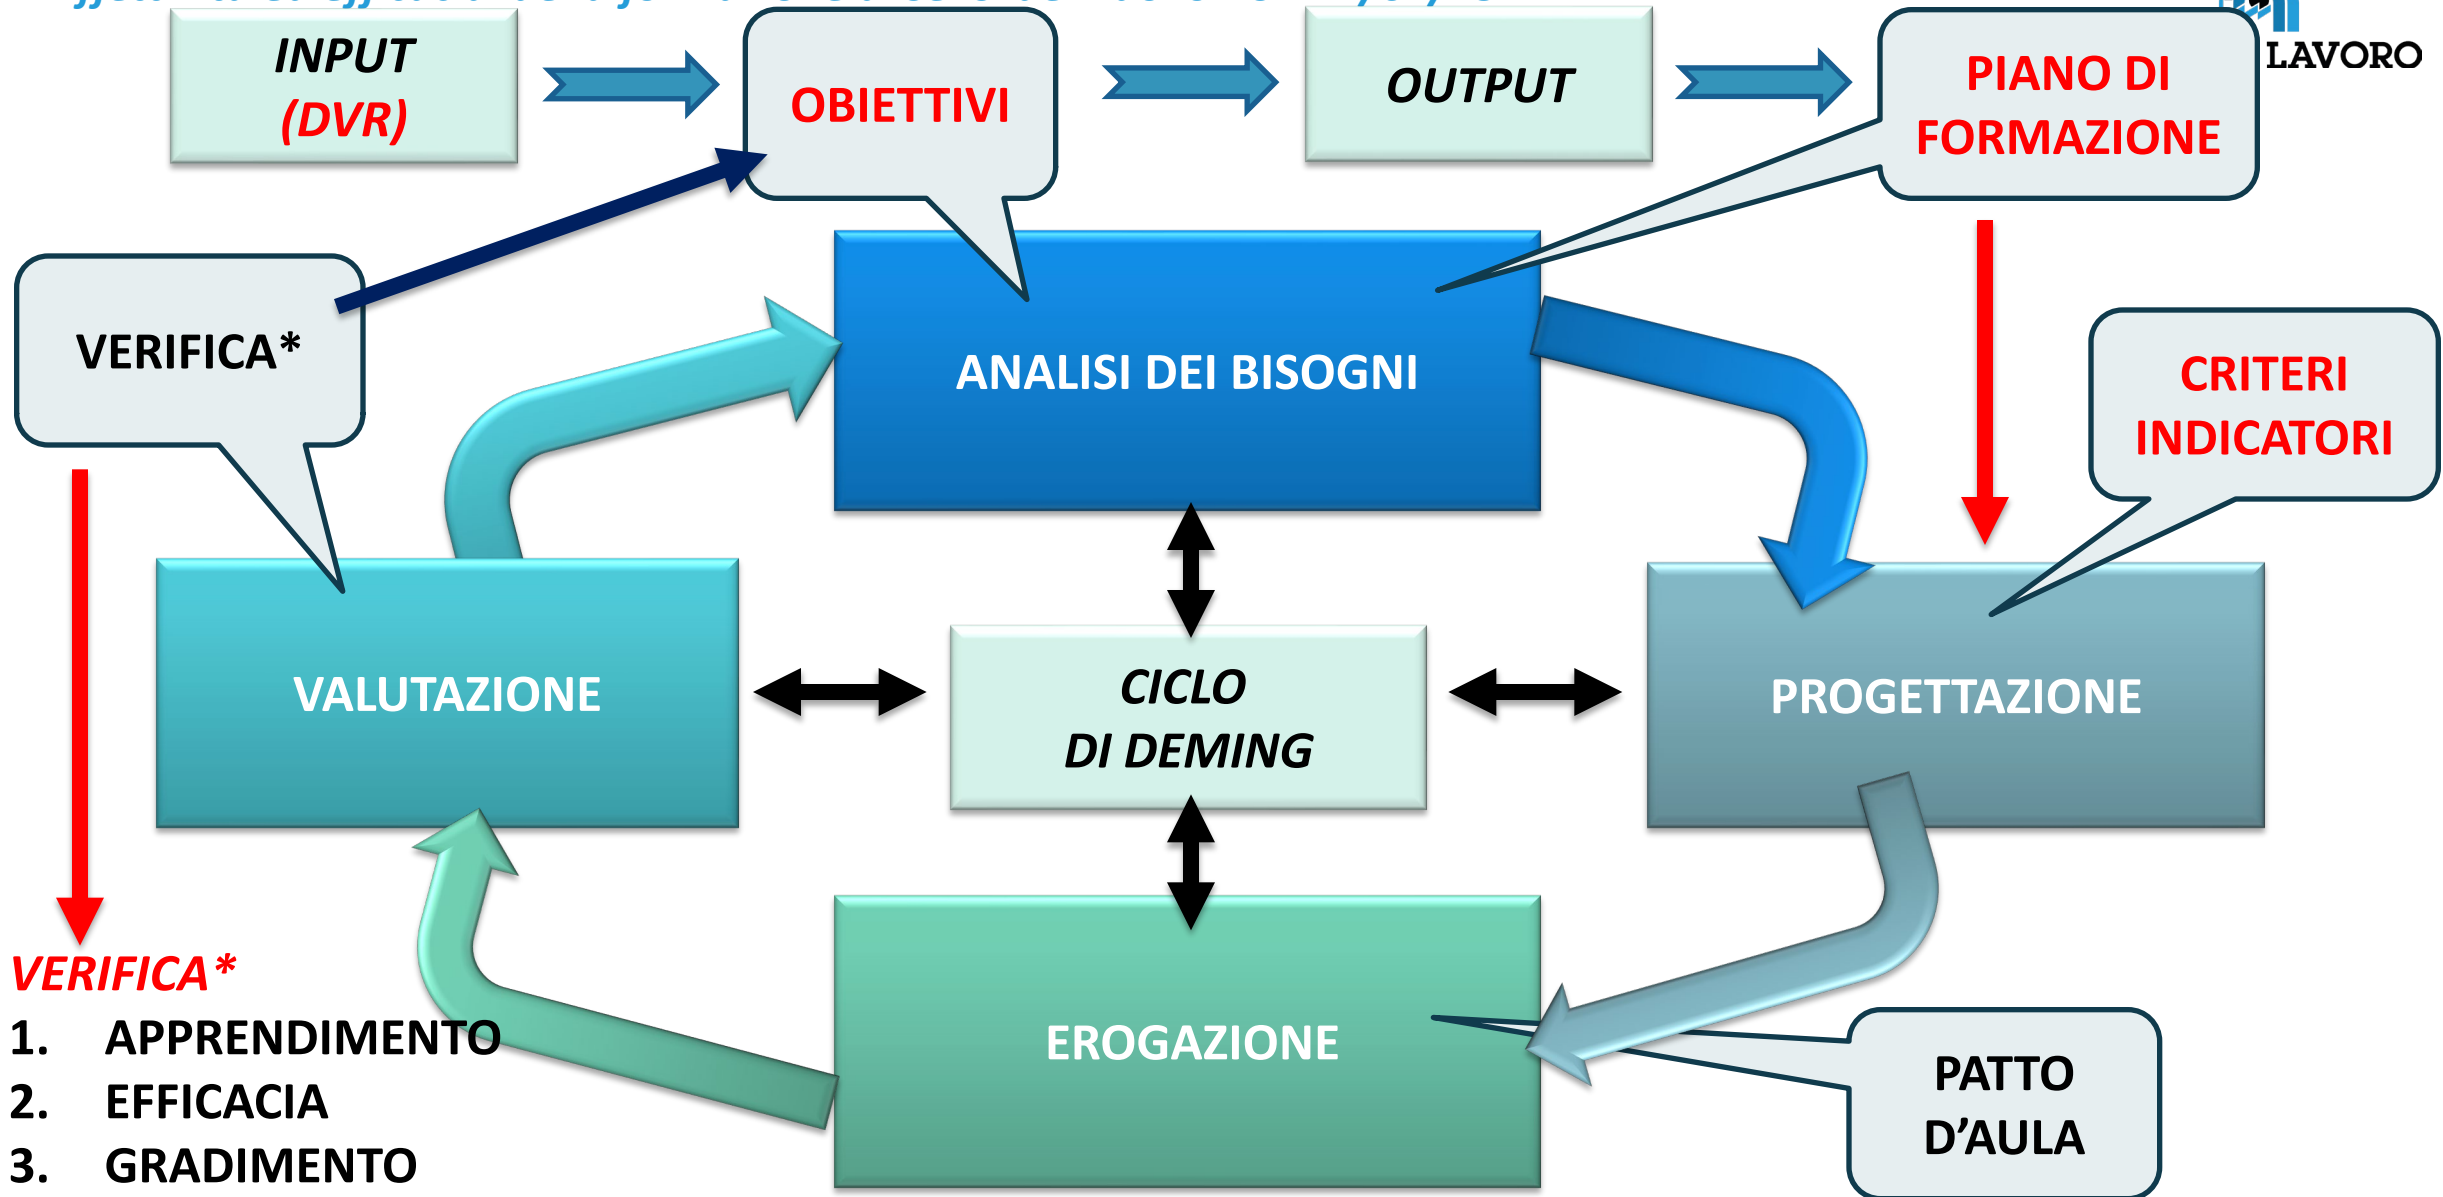 INPUT
(DVR)
OBIETTIVI
OUTPUT
PIANO DI
FORMAZIONE
LAVORO
VERIFICA*
ANALISI DEI BISOGNI
CRITERI
INDICATORI
VALUTAZIONE
CICLO
DI DEMING
PROGETTAZIONE
VERIFICA*
1. APPRENDIMENTO
2. EFFICACIA
3. GRADIMENTO
EROGAZIONE
PATTO
D’AULA